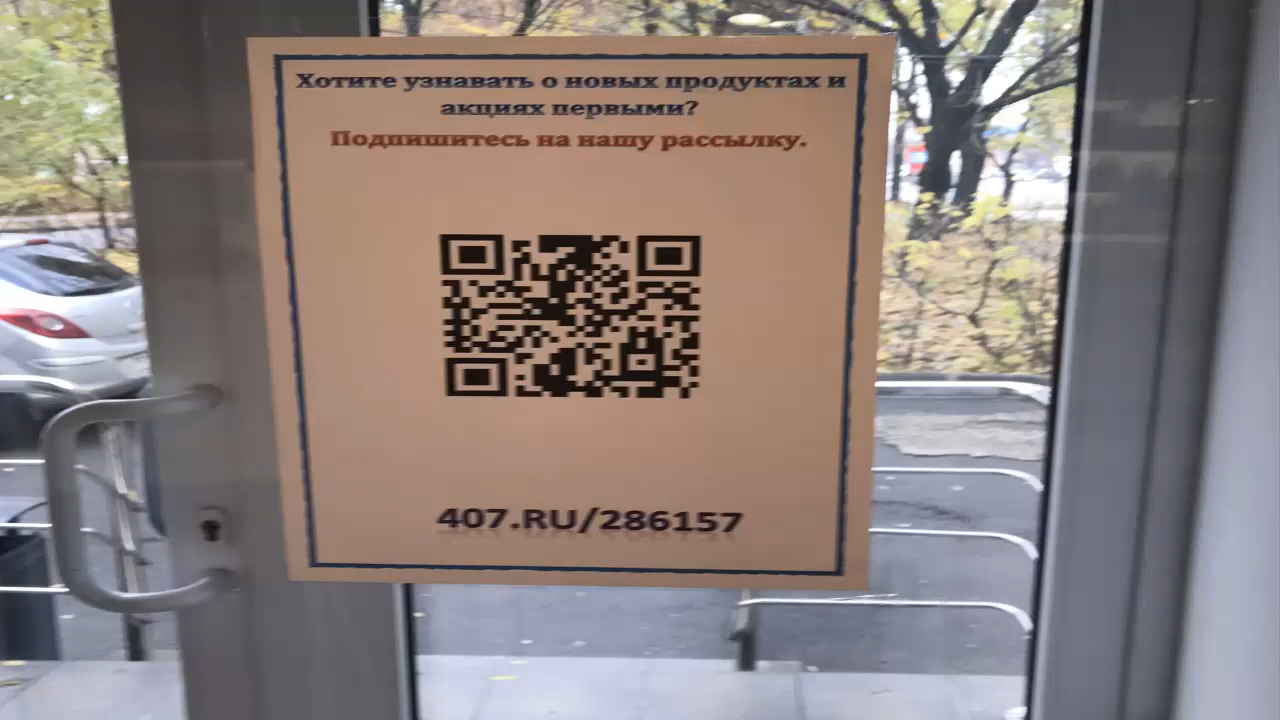 Хотите узнавать о новых продуктах и
акциях первыми?
Подпишитесь на нашу рассылку.
407.RU/286157